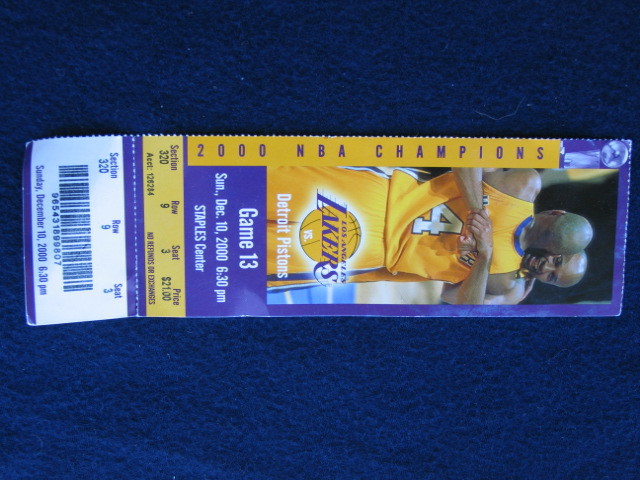 2000 NBA CHAMPIONS
4
LOS ANGELES
LAKERS
VS.
Detroit Pistons
Game 13
Sun, Dec. 10, 2000 6:30 pm
STAPLES Center
Section Row Seat Price
320 9 3 $21.00
Acct: 126284
NO REFUNDS OR EXCHANGES
Section Row Seat
320 9 3
Sunday, December 10, 2000 6:30 pm